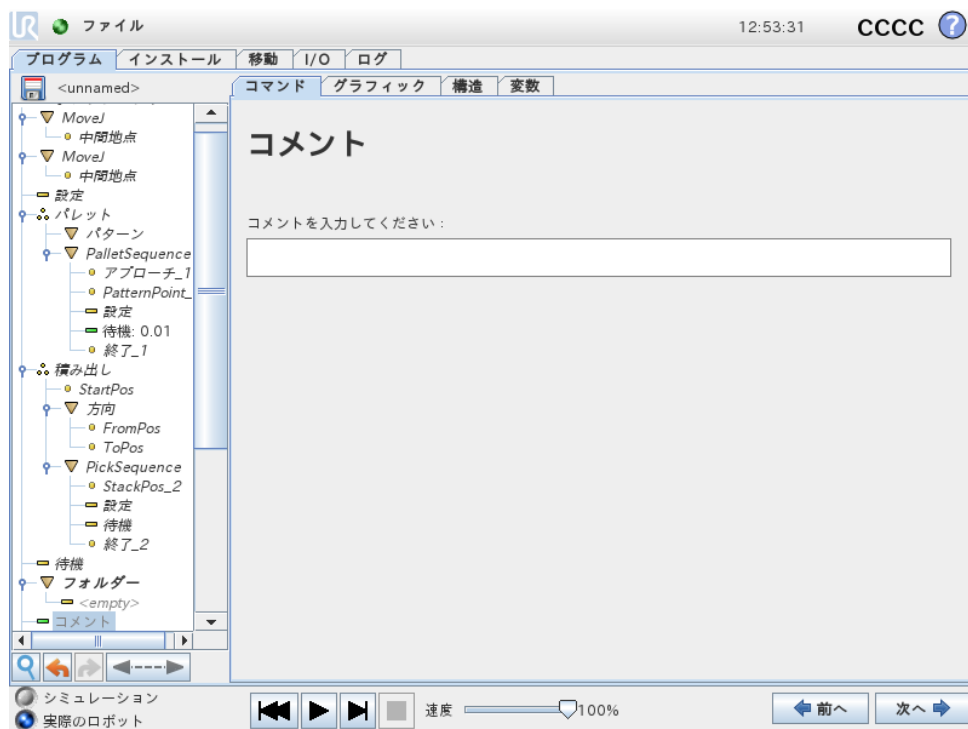 UR ファイル 12:53:31 CCCC ?
プログラム インストール 移動 I/O ログ
<unnamed>
コマンド グラフィック 構造 変数
MoveJ
中間地点
MoveJ
中間地点
設定
パレット
パターン
PalletSequence
アプローチ_1
PatternPoint_
設定
待機: 0.01
終了_1
積み出し
StartPos
方向
FromPos
ToPos
PickSequence
StackPos_2
設定
待機
終了_2
待機
フォルダー
<empty>
コメント
コメント
コメントを入力してください :
シミュレーション
実際のロボット
速度 100%
前へ 次へ